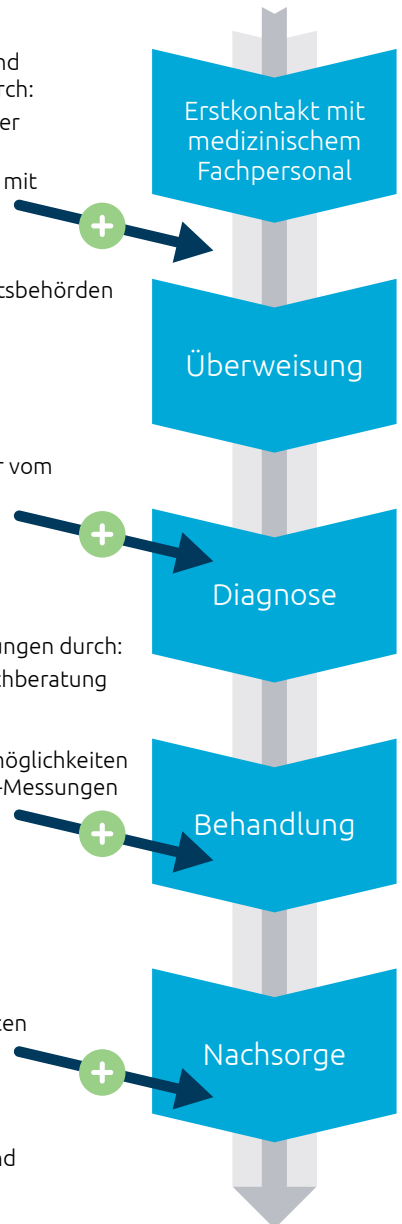 nd
rch:
er
mit
tsbehörden
r vom
ungen durch:
chberatung
möglichkeiten
-Messungen
ten
nd
Erstkontakt mit
medizinischem
Fachpersonal
Überweisung
Diagnose
Behandlung
Nachsorge